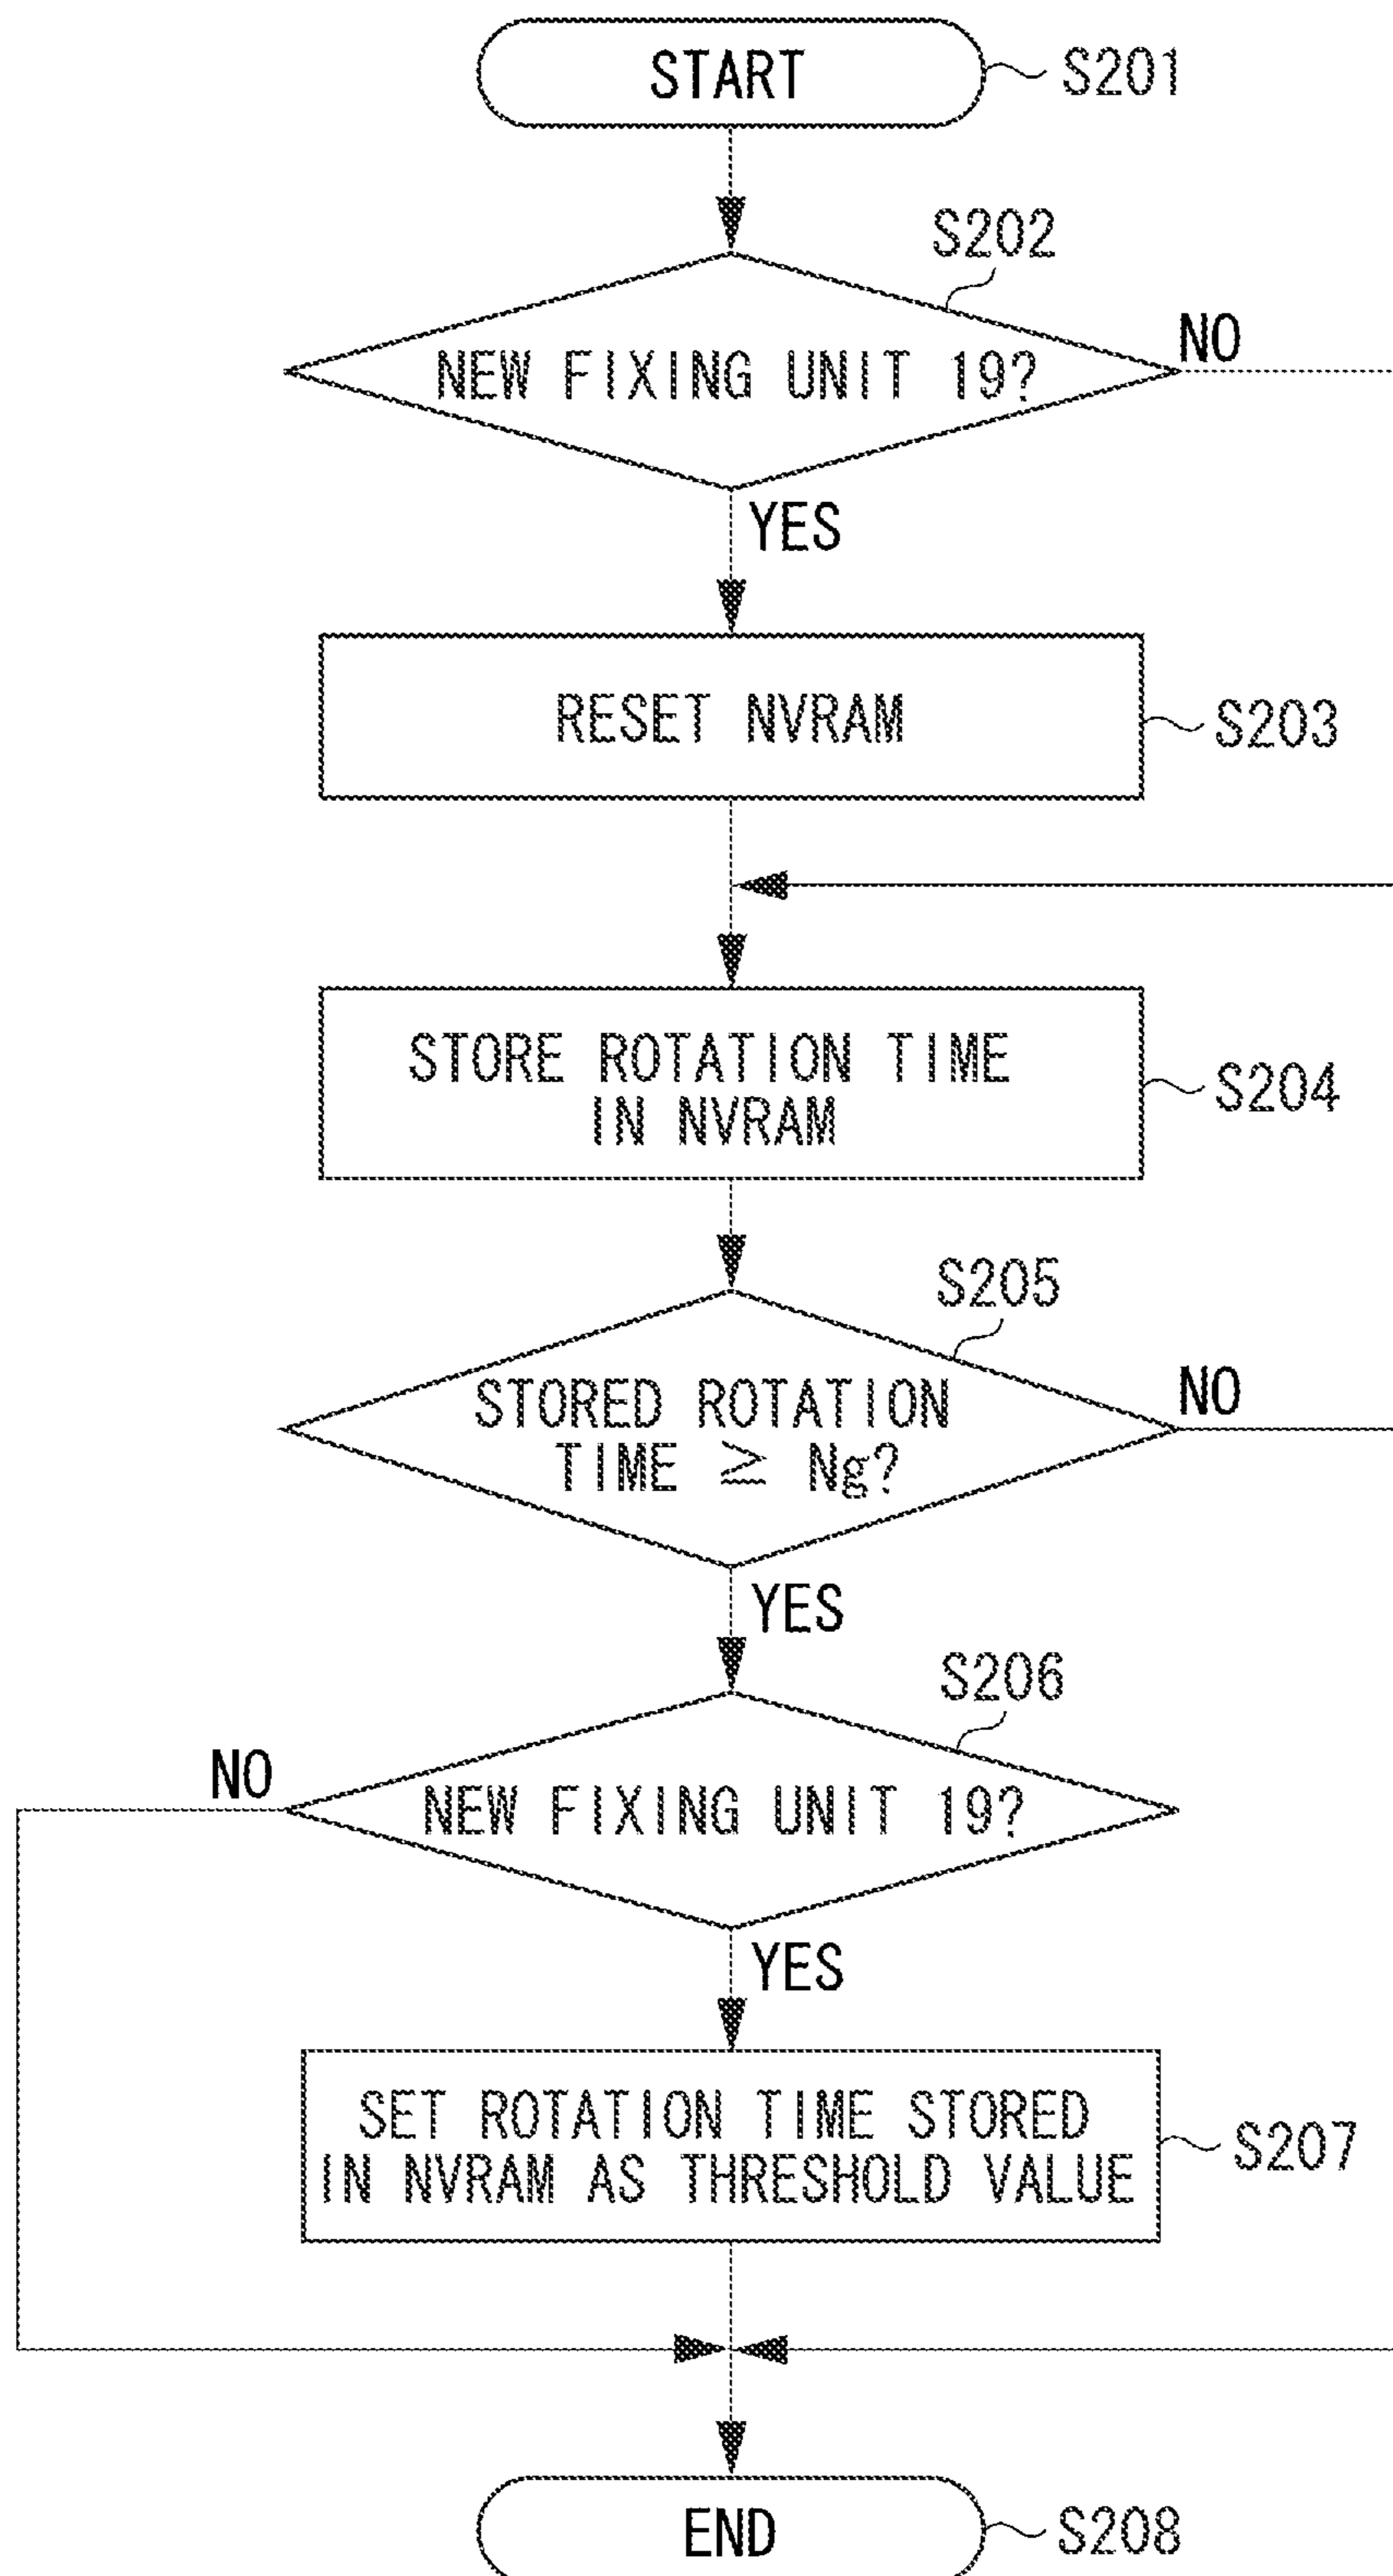 START
S201
S202
NEW FIXING UNIT 19?
NO
YES
RESET NVRAM
S203
STORE ROTATION TIME
IN NVRAM
S204
S205
STORED ROTATION
TIME ≧ Ng?
NO
YES
S206
NO
NEW FIXING UNIT 19?
YES
SET ROTATION TIME STORED
IN NVRAM AS THRESHOLD VALUE
S207
END
S208